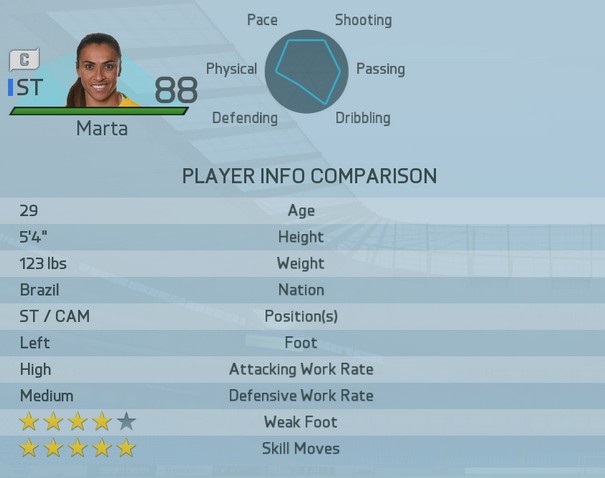 Pace Shooting
C
ST 88 Physical Passing
Marta Defending Dribbling
PLAYER INFO COMPARISON
29 Age
5'4" Height
123 lbs Weight
Brazil Nation
ST / CAM Position(s)
Left Foot
High Attacking Work Rate
Medium Defensive Work Rate
Weak Foot
Skill Moves